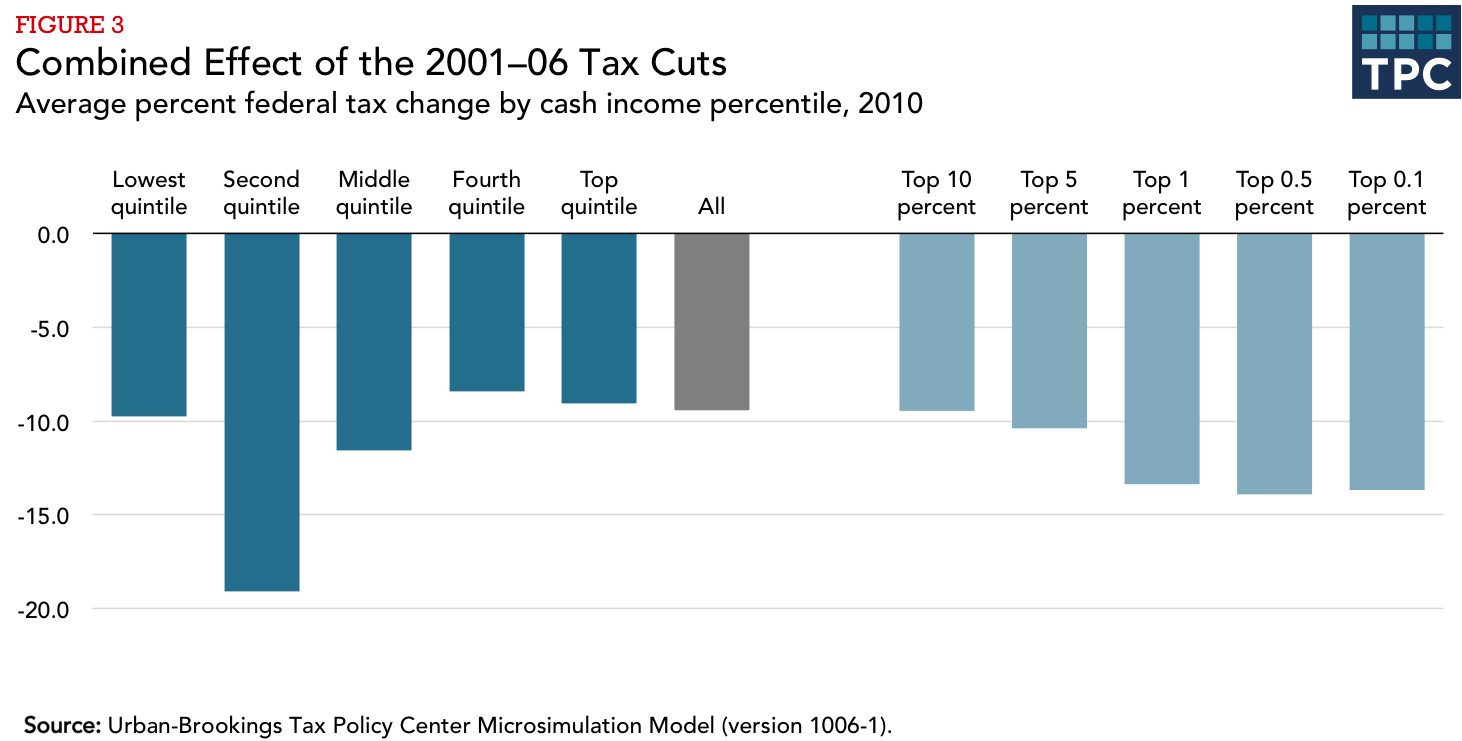 FIGURE 3
Combined Effect of the 2001–06 Tax Cuts
Average percent federal tax change by cash income percentile, 2010
TPC
Lowest quintile
Second quintile
Middle quintile
Fourth quintile
Top quintile
All
Top 10 percent
Top 5 percent
Top 1 percent
Top 0.5 percent
Top 0.1 percent
0.0
-5.0
-10.0
-15.0
-20.0
Source: Urban-Brookings Tax Policy Center Microsimulation Model (version 1006-1).